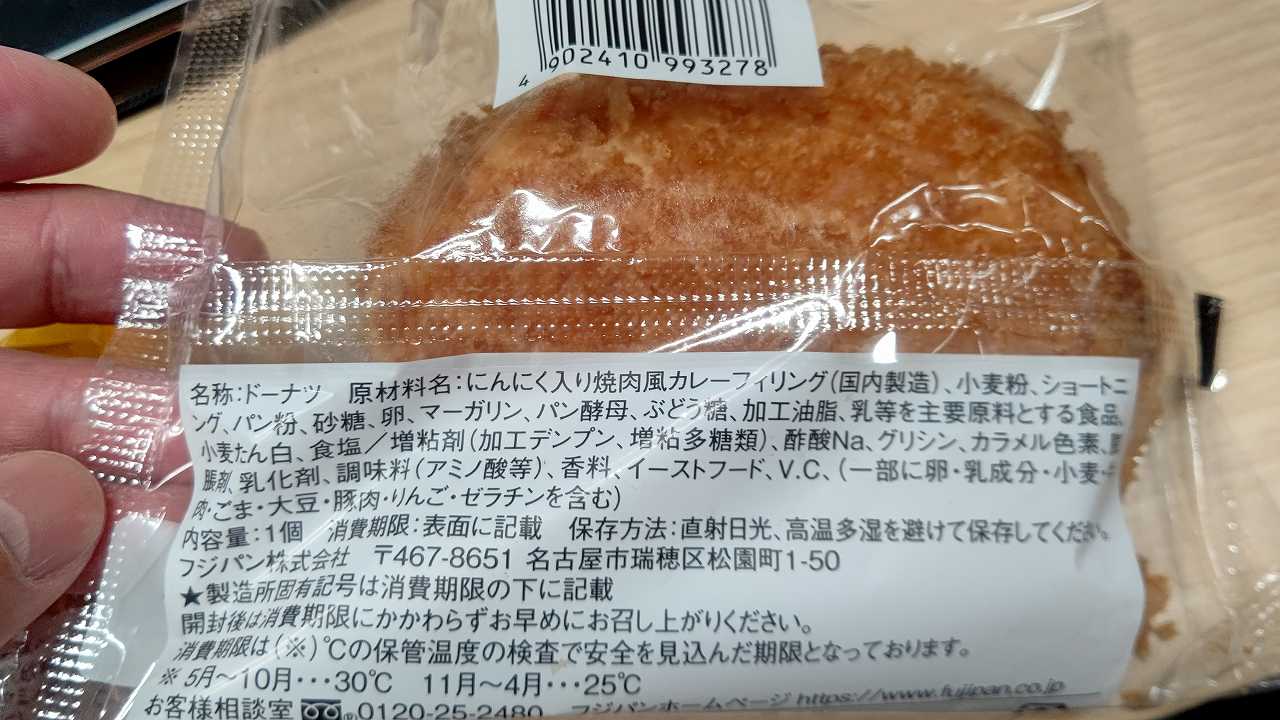 4 902410 993278
名称:ドーナツ 原材料名:にんにく入り焼肉風カレーフィリング(国内製造)、小麦粉、ショートニ
ング、パン粉、砂糖、卵、マーガリン、パン酵母、ぶどう糖、加工油脂、乳等を主要原料とする食品、
小麦たん白、食塩/増粘剤(加工デンプン、増粘多糖類)、酢酸Na、グリシン、カラメル色素、
脹剤、乳化剤、調味料(アミノ酸等)、香料、イーストフード、V.C.、(一部に卵・乳成分・小麦・
肉・ごま・大豆・豚肉・りんご・ゼラチンを含む)
内容量:1個 消費期限:表面に記載 保存方法:直射日光、高温多湿を避けて保存してください。
フジパン株式会社 〒467-8651 名古屋市瑞穂区松園町1-50
★製造所固有記号は消費期限の下に記載
開封後は消費期限にかかわらずお早めにお召し上がりください。
消費期限は(※)℃の保管温度の検査で安全を見込んだ期限となっております。
※5月~10月・・・30℃ 11月~4月・・・25℃
お客様相談室 0120-25-2480 フジパンホームページ https://www.fujipan.co.jp